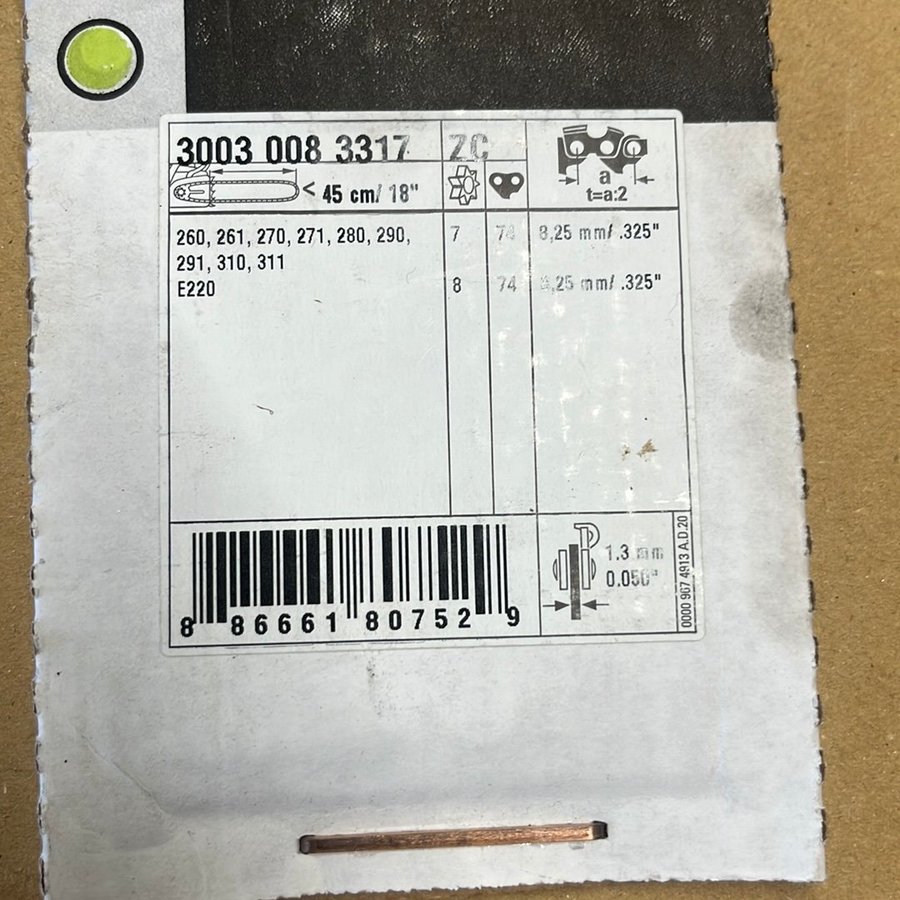 3003 008 3317 ZC
< 45 cm/ 18"
a
t=a:2
260, 261, 270, 271, 280, 290, 7 74 8,25 mm/ .325"
291, 310, 311
E220 8 74 8,25 mm/ .325"
1.3 mm
0.050"
0000 967 4913 A.D.20
8 86661 80752 9